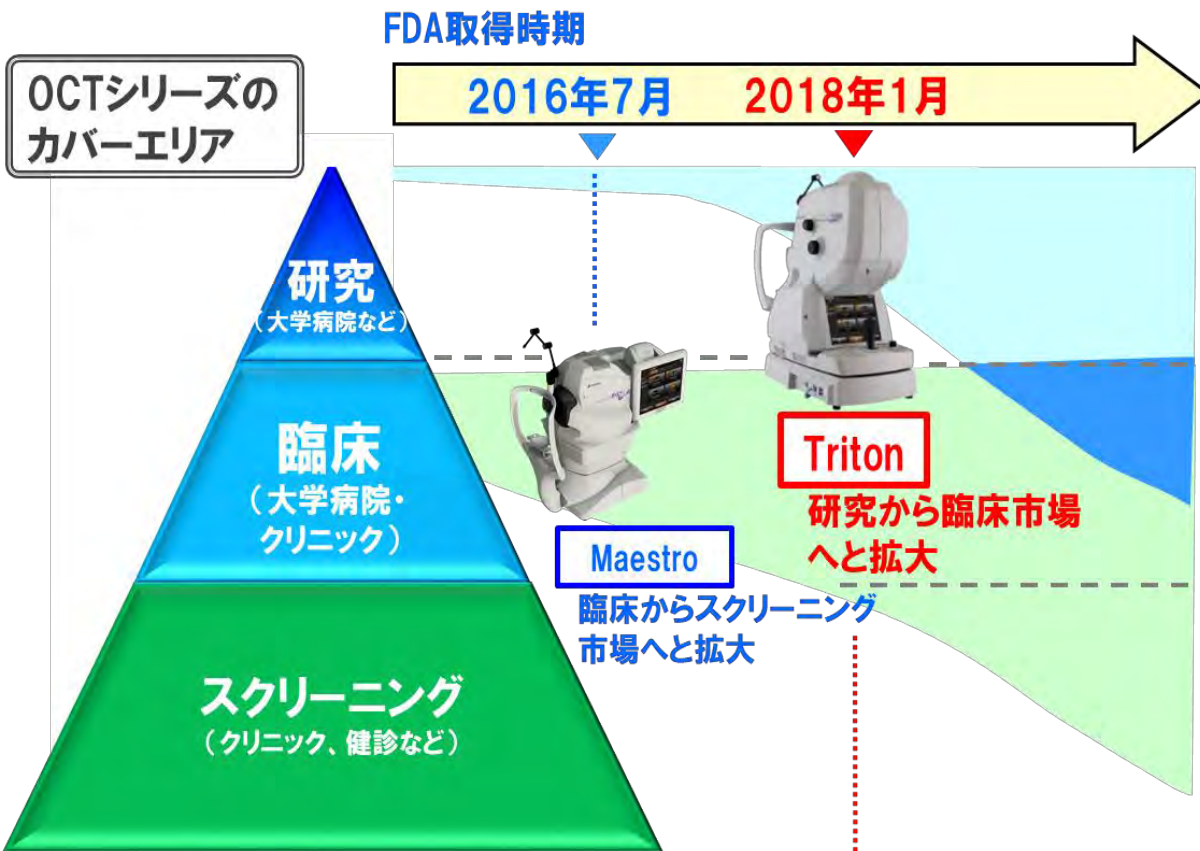 FDA取得時期
OCTシリーズの
カバーエリア
2016年7月
2018年1月
研究
(大学病院など)
臨床
(大学病院・
クリニック)
スクリーニング
(クリニック、健診など)
Maestro
臨床からスクリーニング
市場へと拡大
Triton
研究から臨床市場
へと拡大